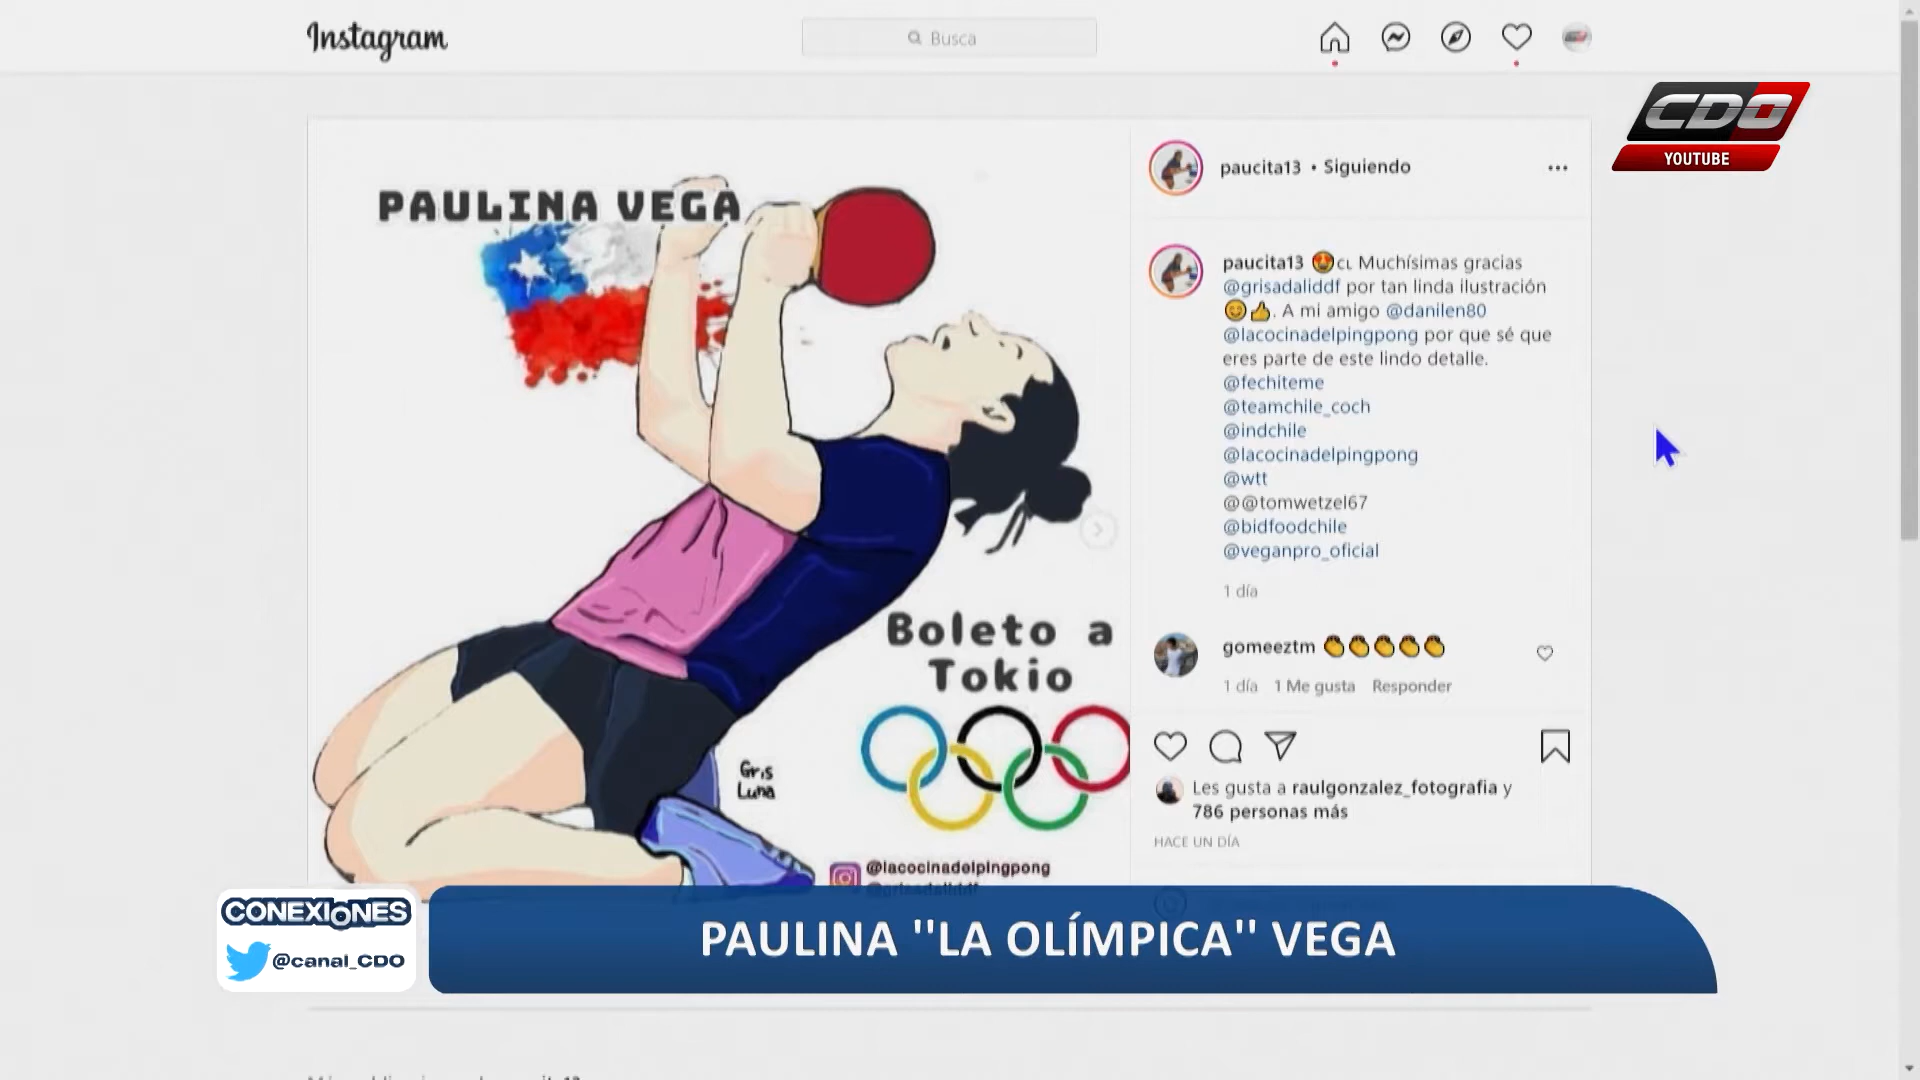 Instagram
Busca
CDO
YOUTUBE
PAULINA VEGA
Boleto a
Tokio
Gris
Luna
@lacocinadelpingpong
paucita13 • Siguiendo
paucita13 😍CL Muchísimas gracias
@grisadaliddf por tan linda ilustración
😊👍. A mi amigo @danilen80
@lacocinadelpingpong por que sé que
eres parte de este lindo detalle.
@fechiteme
@teamchile_coch
@indchile
@lacocinadelpingpong
@wtt
@@tomwetzel67
@bidfoodchile
@veganpro_oficial
1 día
gomeeztm 👏👏👏👏👏
1 día 1 Me gusta Responder
Les gusta a raulgonzalez_fotografia y
786 personas más
HACE UN DÍA
CONEXIONES
@canal_CDO
PAULINA "LA OLÍMPICA" VEGA